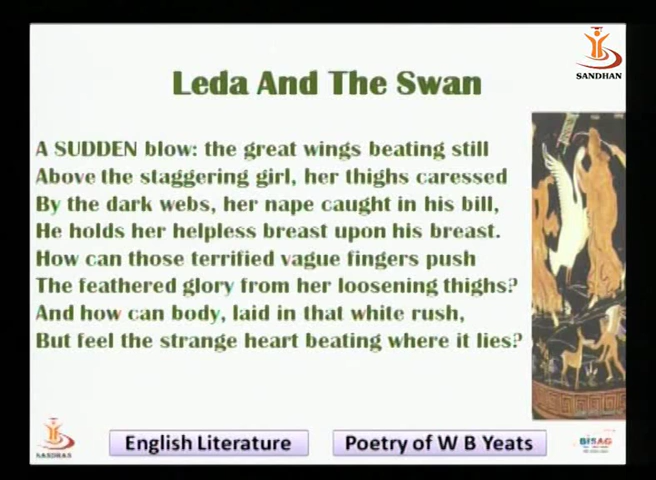 SANDHAN
Leda And The Swan
A SUDDEN blow: the great wings beating still
Above the staggering girl, her thighs caressed
By the dark webs, her nape caught in his bill,
He holds her helpless breast upon his breast.
How can those terrified vague fingers push
The feathered glory from her loosening thighs?
And how can body, laid in that white rush,
But feel the strange heart beating where it lies?
SANDHAN
English Literature
Poetry of W B Yeats
BISAG